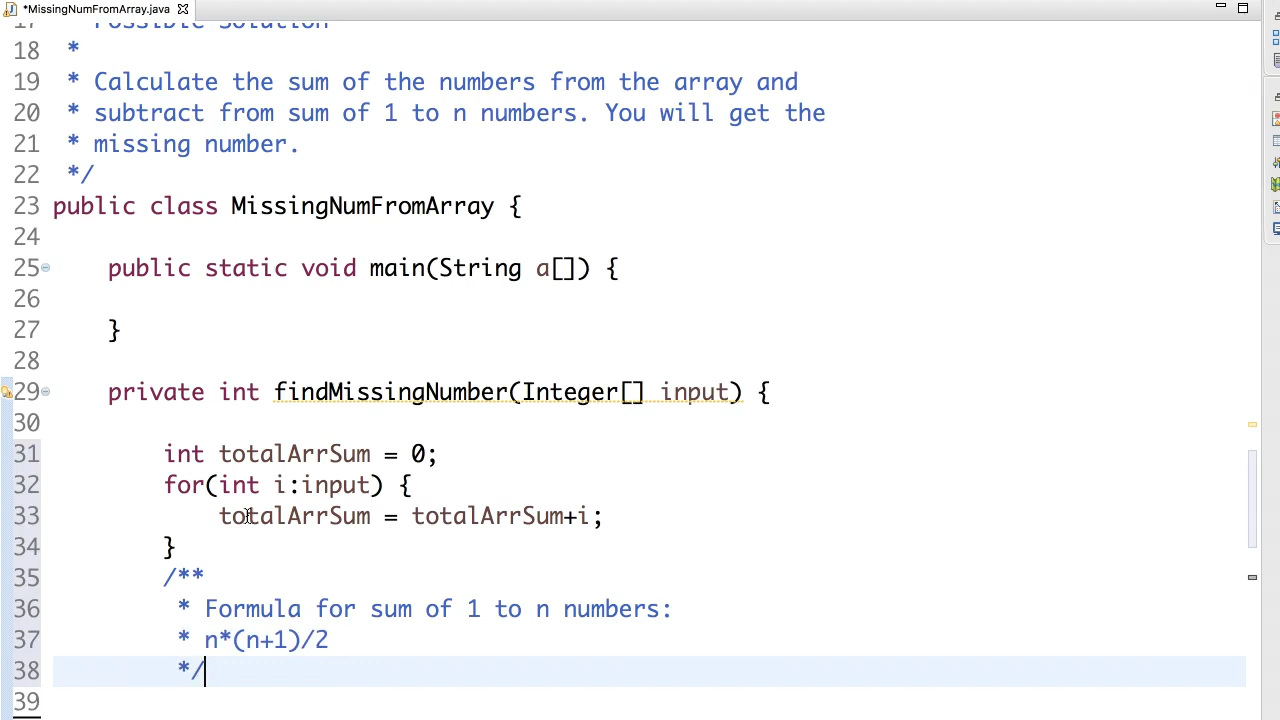 *MissingNumFromArray.java
17 * Possible Solution
18 *
19 * Calculate the sum of the numbers from the array and
20 * subtract from sum of 1 to n numbers. You will get the
21 * missing number.
22 */
23 public class MissingNumFromArray {
24
25 public static void main(String a[]) {
26
27 }
28
29 private int findMissingNumber(Integer[] input) {
30
31 int totalArrSum = 0;
32 for(int i:input) {
33 totalArrSum = totalArrSum+i;
34 }
35 /**
36 * Formula for sum of 1 to n numbers:
37 * n*(n+1)/2
38 */
39